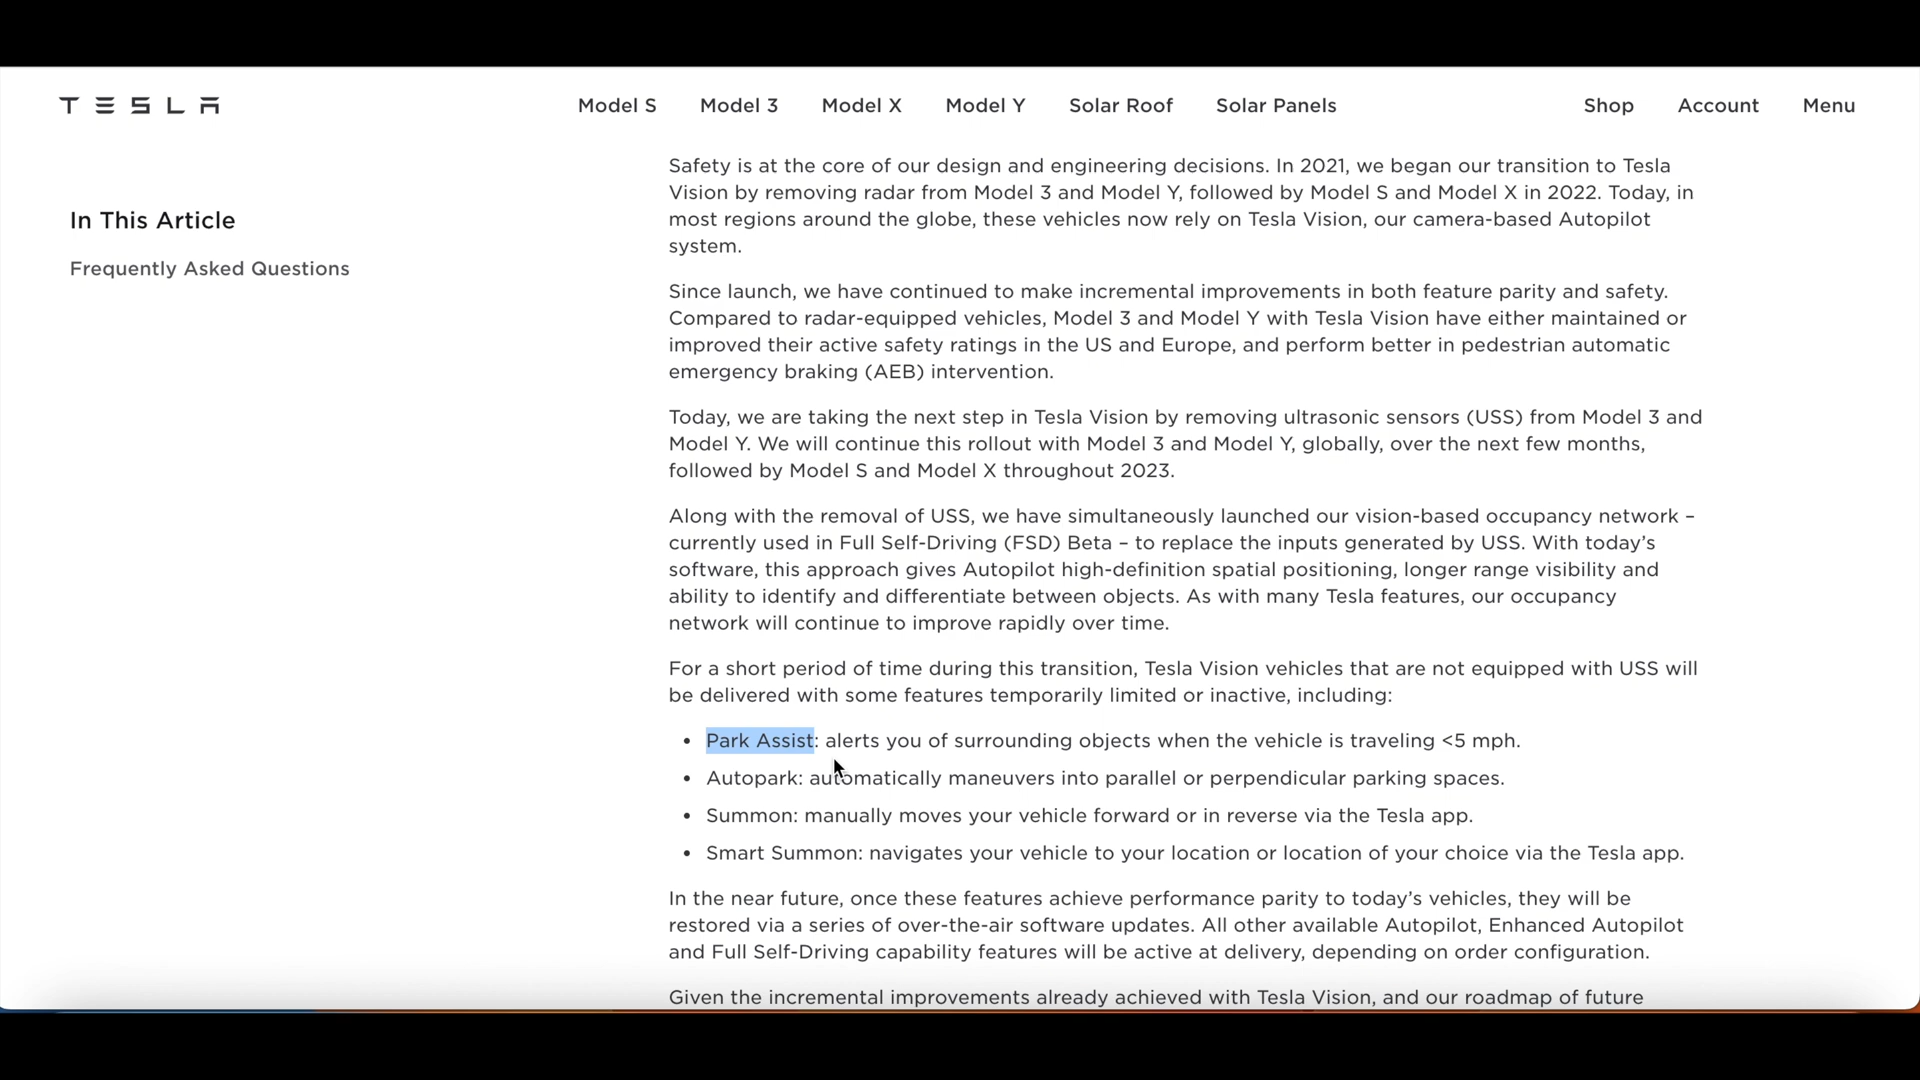 TESLA
Model S
Model 3
Model X
Model Y
Solar Roof
Solar Panels
Shop
Account
Menu
In This Article
Frequently Asked Questions
Safety is at the core of our design and engineering decisions. In 2021, we began our transition to Tesla
Vision by removing radar from Model 3 and Model Y, followed by Model S and Model X in 2022. Today, in
most regions around the globe, these vehicles now rely on Tesla Vision, our camera-based Autopilot
system.
Since launch, we have continued to make incremental improvements in both feature parity and safety.
Compared to radar-equipped vehicles, Model 3 and Model Y with Tesla Vision have either maintained or
improved their active safety ratings in the US and Europe, and perform better in pedestrian automatic
emergency braking (AEB) intervention.
Today, we are taking the next step in Tesla Vision by removing ultrasonic sensors (USS) from Model 3 and
Model Y. We will continue this rollout with Model 3 and Model Y, globally, over the next few months,
followed by Model S and Model X throughout 2023.
Along with the removal of USS, we have simultaneously launched our vision-based occupancy network –
currently used in Full Self-Driving (FSD) Beta – to replace the inputs generated by USS. With today’s
software, this approach gives Autopilot high-definition spatial positioning, longer range visibility and
ability to identify and differentiate between objects. As with many Tesla features, our occupancy
network will continue to improve rapidly over time.
For a short period of time during this transition, Tesla Vision vehicles that are not equipped with USS will
be delivered with some features temporarily limited or inactive, including:
• Park Assist: alerts you of surrounding objects when the vehicle is traveling <5 mph.
• Autopark: automatically maneuvers into parallel or perpendicular parking spaces.
• Summon: manually moves your vehicle forward or in reverse via the Tesla app.
• Smart Summon: navigates your vehicle to your location or location of your choice via the Tesla app.
In the near future, once these features achieve performance parity to today’s vehicles, they will be
restored via a series of over-the-air software updates. All other available Autopilot, Enhanced Autopilot
and Full Self-Driving capability features will be active at delivery, depending on order configuration.
Given the incremental improvements already achieved with Tesla Vision, and our roadmap of future